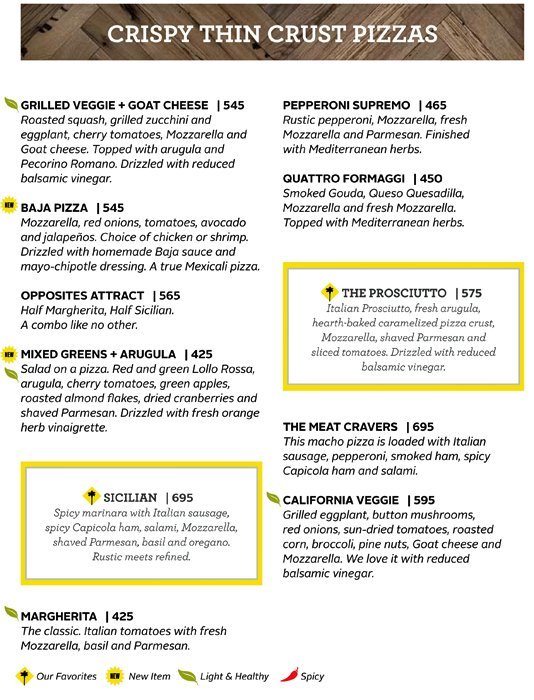 CRISPY THIN CRUST PIZZAS
GRILLED VEGGIE + GOAT CHEESE | 545
Roasted squash, grilled zucchini and
eggplant, cherry tomatoes, Mozzarella and
Goat cheese. Topped with arugula and
Pecorino Romano. Drizzled with reduced
balsamic vinegar.
NEW
BAJA PIZZA | 545
Mozzarella, red onions, tomatoes, avocado
and jalapeños. Choice of chicken or shrimp.
Drizzled with homemade Baja sauce and
mayo-chipotle dressing. A true Mexicali pizza.
OPPOSITES ATTRACT | 565
Half Margherita, Half Sicilian.
A combo like no other.
NEW
MIXED GREENS + ARUGULA | 425
Salad on a pizza. Red and green Lollo Rossa,
arugula, cherry tomatoes, green apples,
roasted almond flakes, dried cranberries and
shaved Parmesan. Drizzled with fresh orange
herb vinaigrette.
SICILIAN | 695
Spicy marinara with Italian sausage,
spicy Capicola ham, salami, Mozzarella,
shaved Parmesan, basil and oregano.
Rustic meets refined.
MARGHERITA | 425
The classic. Italian tomatoes with fresh
Mozzarella, basil and Parmesan.
PEPPERONI SUPREMO | 465
Rustic pepperoni, Mozzarella, fresh
Mozzarella and Parmesan. Finished
with Mediterranean herbs.
QUATTRO FORMAGGI | 450
Smoked Gouda, Queso Quesadilla,
Mozzarella and fresh Mozzarella.
Topped with Mediterranean herbs.
THE PROSCIUTTO | 575
Italian Prosciutto, fresh arugula,
hearth-baked caramelized pizza crust,
Mozzarella, shaved Parmesan and
sliced tomatoes. Drizzled with reduced
balsamic vinegar.
THE MEAT CRAVERS | 695
This macho pizza is loaded with Italian
sausage, pepperoni, smoked ham, spicy
Capicola ham and salami.
CALIFORNIA VEGGIE | 595
Grilled eggplant, button mushrooms,
red onions, sun-dried tomatoes, roasted
corn, broccoli, pine nuts, Goat cheese and
Mozzarella. We love it with reduced
balsamic vinegar.
Our Favorites NEW New Item Light & Healthy Spicy